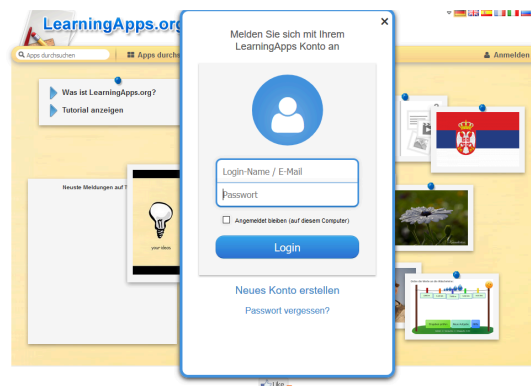 LearningApps.org
Apps durchsuchen
Apps durchs
Anmelden
Was ist LearningApps.org?
Tutorial anzeigen
Neuste Meldungen auf T
your ideas
Melden Sie sich mit Ihrem
LearningApps Konto an
Login-Name / E-Mail
Passwort
Angemeldet bleiben (auf diesem Computer)
Login
Neues Konto erstellen
Passwort vergessen?
Like